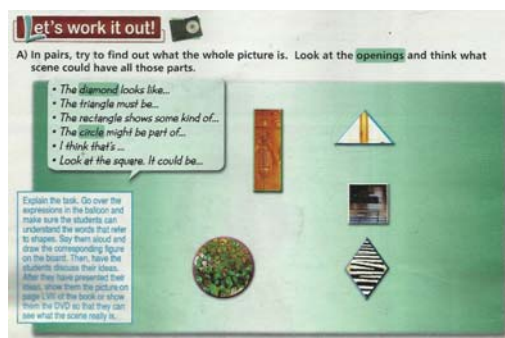 Let's work it out!
A) In pairs, try to find out what the whole picture is. Look at the openings and think what
scene could have all those parts.
• The diamond looks like...
• The triangle must be...
• The rectangle shows some kind of...
• The circle might be part of...
• I think that's ...
• Look at the square. It could be...
Explain the task. Go over the
expressions in the balloon and
make sure the students can
understand the words that refer
to shapes. Say them aloud and
draw the corresponding figure
on the board. Then, have the
students discuss their ideas.
After they have presented their
ideas, show them the picture on
page LVII of the book or show
them the DVD so that they can
see what the scene really is.